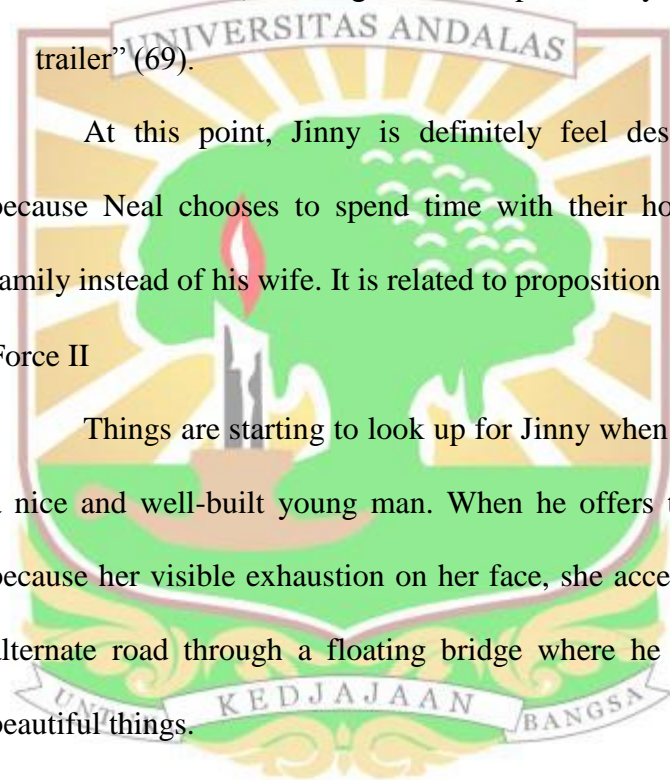 UNIVERSITAS ANDALAS
trailer” (69).
At this point, Jinny is definitely feel
because Neal chooses to spend time with their
family instead of his wife. It is related to proposition
Force II
Things are starting to look up for Jinny when
a nice and well-built young man. When he offers
because her visible exhaustion on her face, she
alternate road through a floating bridge where he
beautiful things.
KEDJAJAAN BANGSA